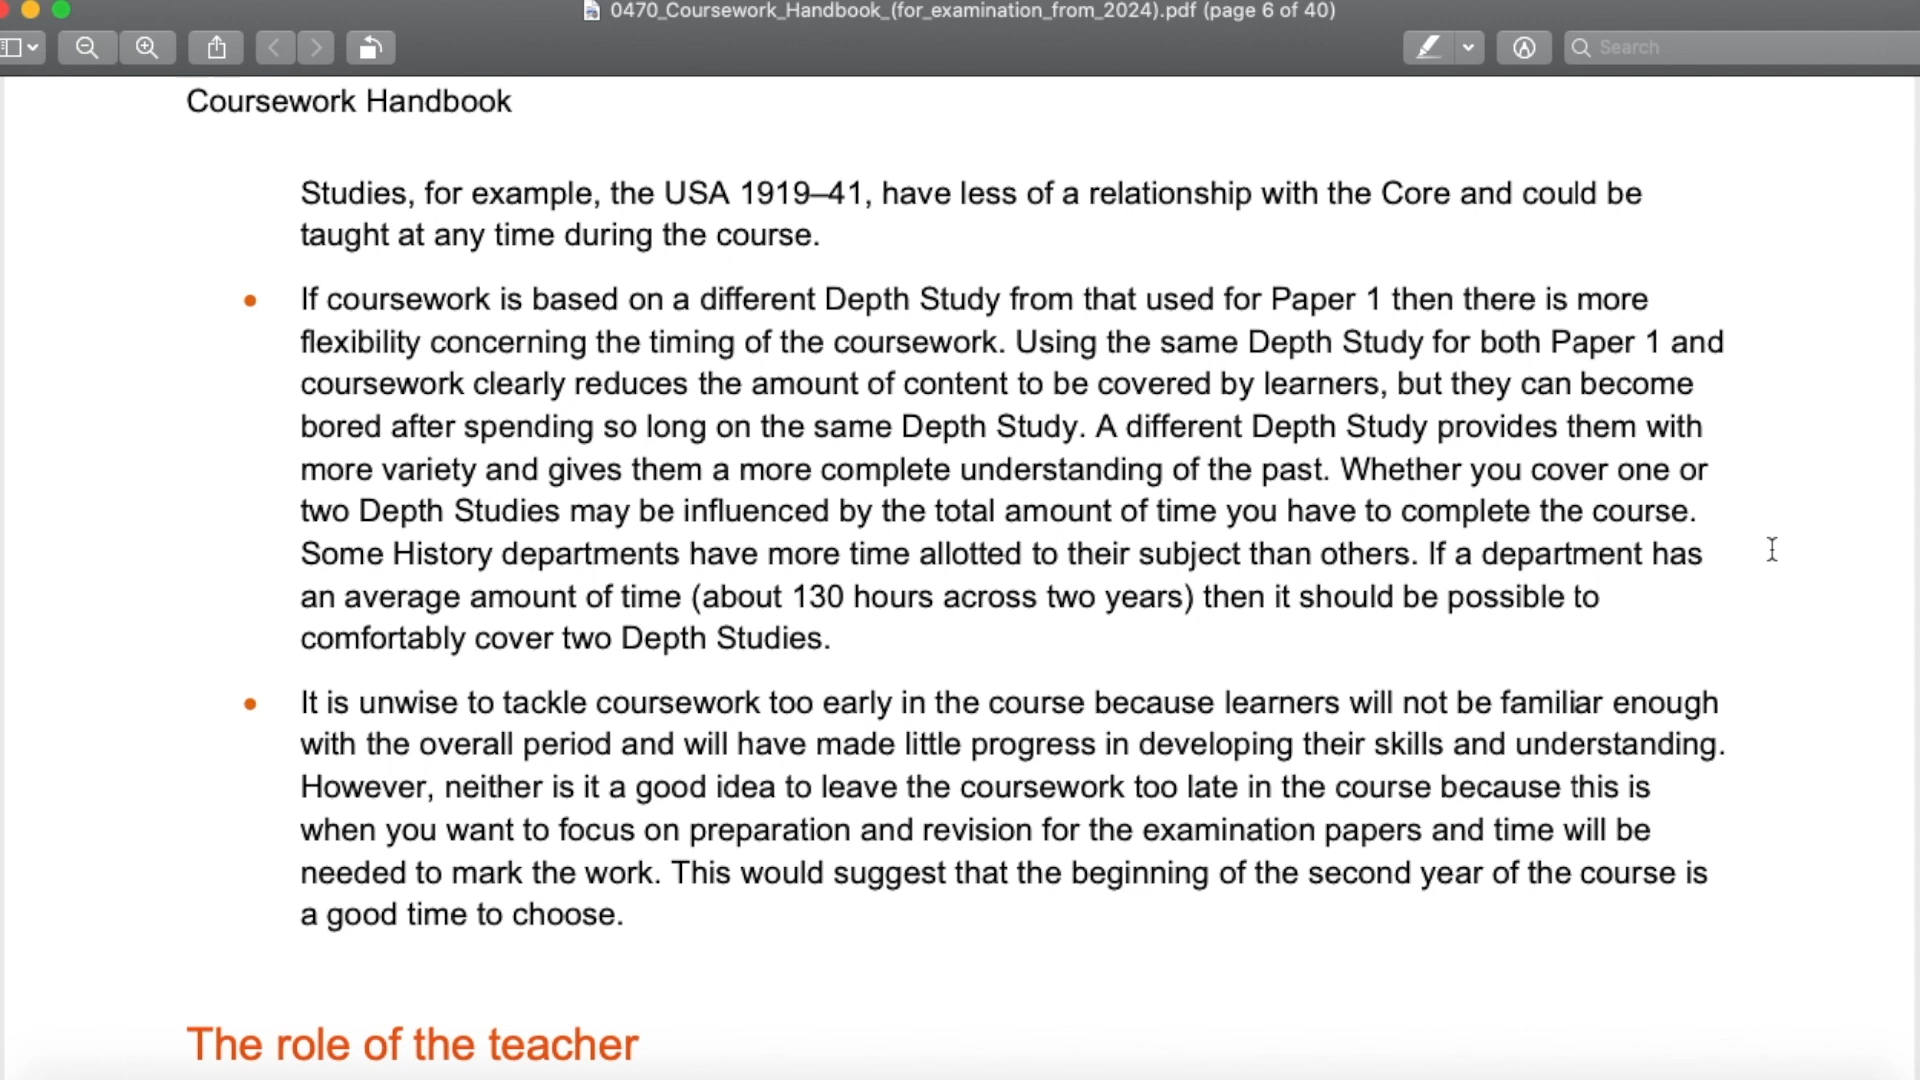 0470_Coursework_Handbook_(for_examination_from_2024).pdf (page 6 of 40)
Search
Coursework Handbook
Studies, for example, the USA 1919–41, have less of a relationship with the Core and could be
taught at any time during the course.
• If coursework is based on a different Depth Study from that used for Paper 1 then there is more
flexibility concerning the timing of the coursework. Using the same Depth Study for both Paper 1 and
coursework clearly reduces the amount of content to be covered by learners, but they can become
bored after spending so long on the same Depth Study. A different Depth Study provides them with
more variety and gives them a more complete understanding of the past. Whether you cover one or
two Depth Studies may be influenced by the total amount of time you have to complete the course.
Some History departments have more time allotted to their subject than others. If a department has
an average amount of time (about 130 hours across two years) then it should be possible to
comfortably cover two Depth Studies.
• It is unwise to tackle coursework too early in the course because learners will not be familiar enough
with the overall period and will have made little progress in developing their skills and understanding.
However, neither is it a good idea to leave the coursework too late in the course because this is
when you want to focus on preparation and revision for the examination papers and time will be
needed to mark the work. This would suggest that the beginning of the second year of the course is
a good time to choose.
The role of the teacher